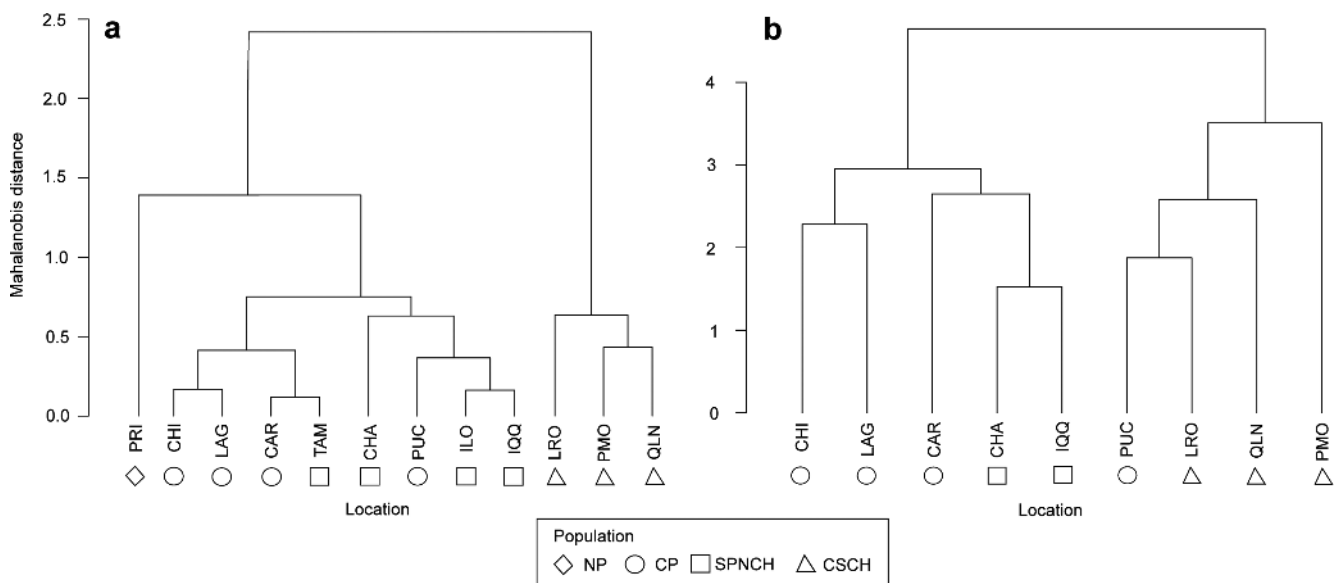 a
2.5
2.0
1.5
1.0
0.5
0.0
Mahalanobis distance
PRI CHI LAG CAR TAM CHA PUC ILO IQQ LRO PMO QLN
Location
b
4
3
2
1
0
CHI LAG CAR CHA IQQ PUC LRO QLN PMO
Location
Population
NP CP SPNCH CSCH